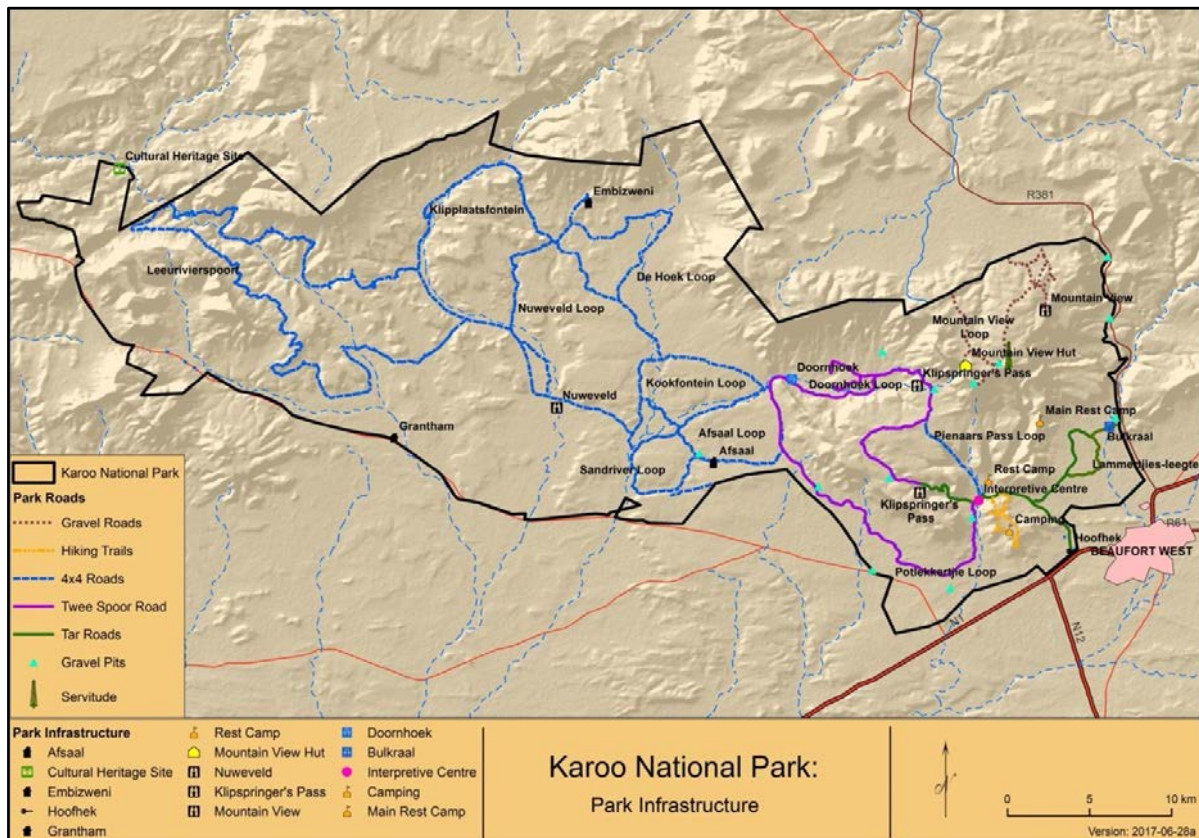 Cultural Heritage Site
Embizweni
R381
Klipplaatsfontein
Leeurivierspoort
De Hoek Loop
Mountain View
Nuweveld Loop
Mountain View
Loop
Mountain View Hut
Doornhoek
Klipspringer's Pass
Doornhoek Loop
Kookfontein Loop
Nuweveld
Main Rest Camp
Grantham
Afsaal Loop
Pienaars Pass Loop
Bulkraal
Afsaal
Lammertjies-leegte
Sandriver Loop
Rest Camp
Interpretive Centre
Klipspringer's
Pass
Camping
R61
Hoofhek
BEAUFORT WEST
Potlekkertjie Loop
N1
N12
Karoo National Park
Park Roads
Gravel Roads
Hiking Trails
4x4 Roads
Twee Spoor Road
Tar Roads
Gravel Pits
Servitude
Park Infrastructure
Afsaal
Cultural Heritage Site
Embizweni
Hoofhek
Grantham
Rest Camp
Mountain View Hut
Nuweveld
Klipspringer's Pass
Mountain View
Doornhoek
Bulkraal
Interpretive Centre
Camping
Main Rest Camp
Karoo National Park:
Park Infrastructure
N
0 5 10 km
Version: 2017-06-28a